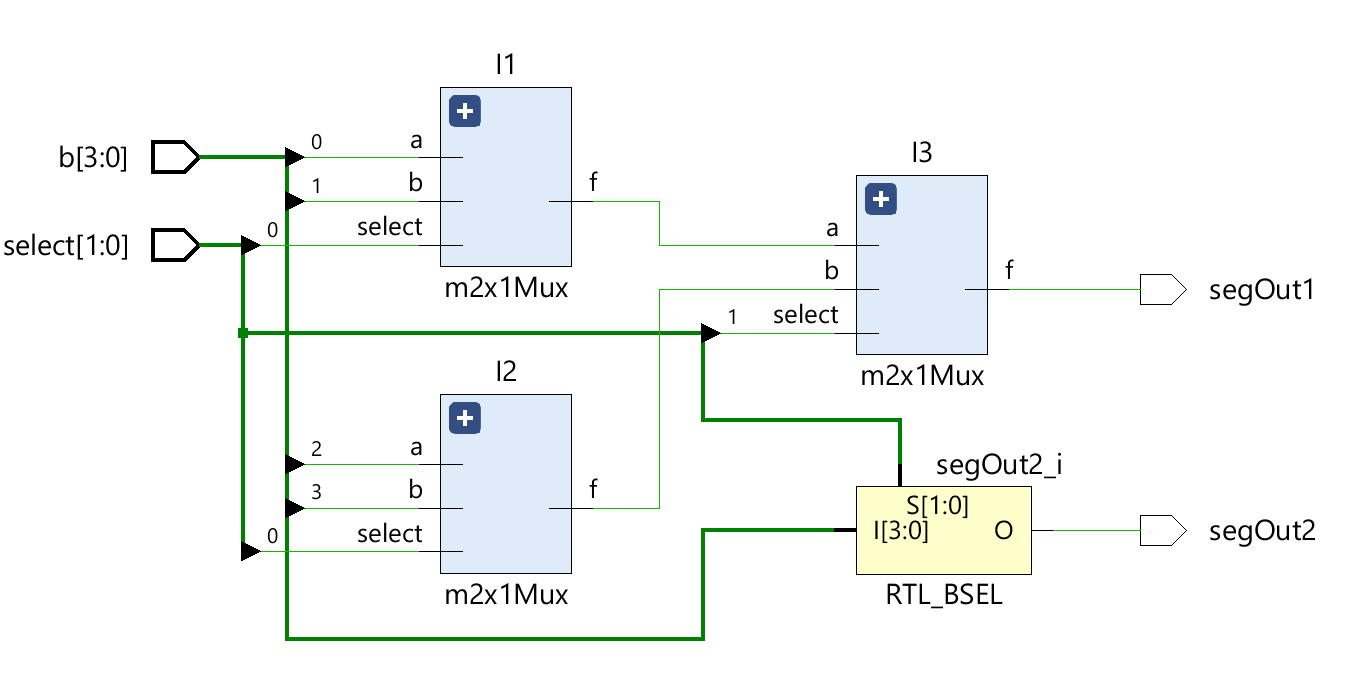 I1
0
a
b[3:0]
1
b
f
0
select
select[1:0]
m2x1Mux
I3
a
b
f
segOut1
1
select
m2x1Mux
I2
2
a
3
b
f
0
select
m2x1Mux
segOut2_i
S[1:0]
I[3:0]
O
segOut2
RTL_BSEL